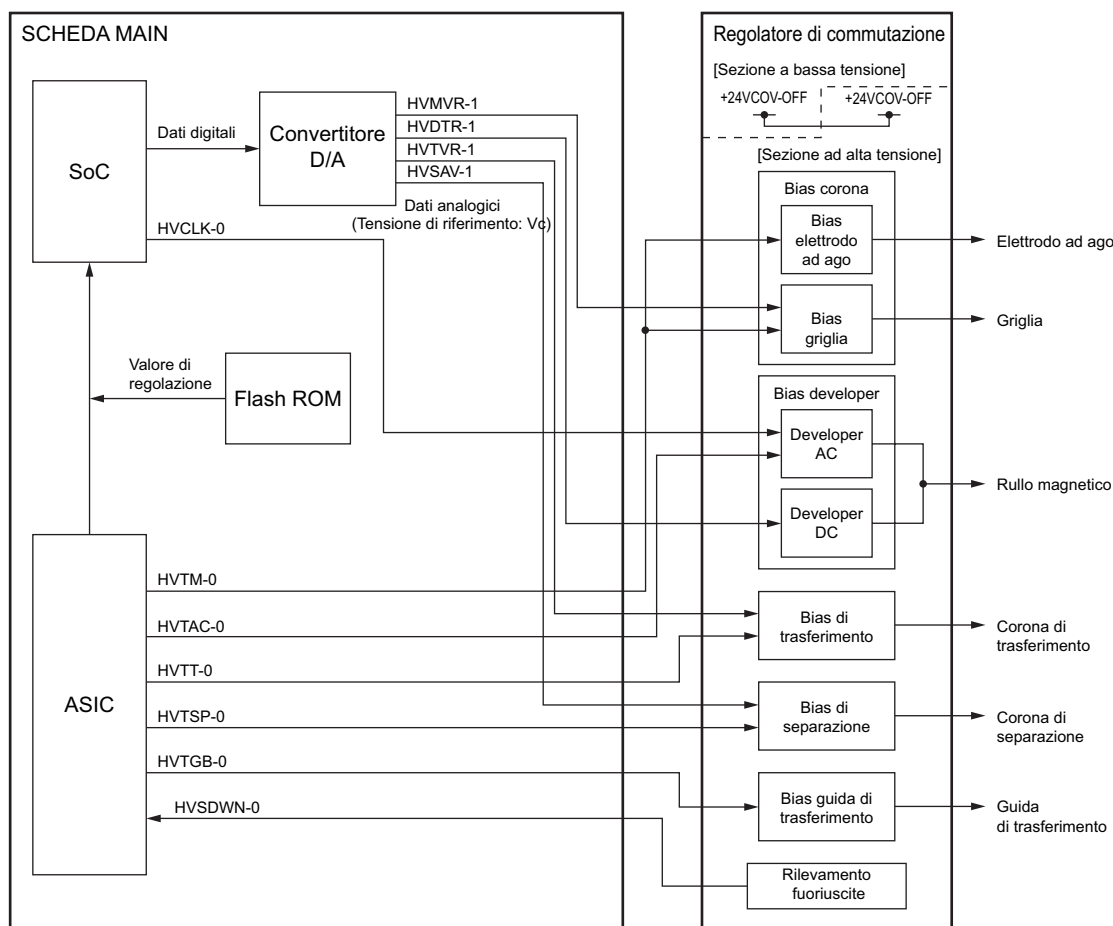 SCHEDA MAIN
SoC
Dati digitali
Convertitore
D/A
HVMVR-1
HVDTR-1
HVTVR-1
HVSAV-1
Dati analogici
(Tensione di riferimento: Vc)
HVCLK-0
Valore di
regolazione
Flash ROM
ASIC
HVTM-0
HVTAC-0
HVTT-0
HVTSP-0
HVTGB-0
HVSDWN-0
Regolatore di commutazione
[Sezione a bassa tensione]
+24VCOV-OFF
+24VCOV-OFF
[Sezione ad alta tensione]
Bias corona
Bias
elettrodo
ad ago
Elettrodo ad ago
Bias
griglia
Griglia
Bias developer
Developer
AC
Developer
DC
Rullo magnetico
Bias di
trasferimento
Corona di
trasferimento
Bias di
separazione
Corona di
separazione
Bias guida di
trasferimento
Guida
di trasferimento
Rilevamento
fuoriuscite